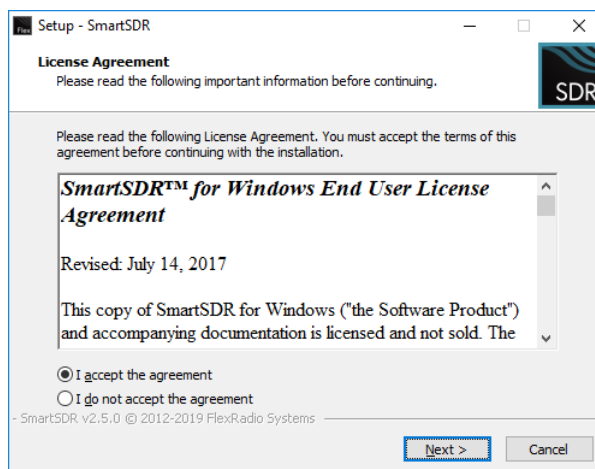 Setup - SmartSDR
License Agreement
Please read the following important information before continuing.
SDR
Please read the following License Agreement. You must accept the terms of this
agreement before continuing with the installation.
SmartSDR™ for Windows End User License
Agreement
Revised: July 14, 2017
This copy of SmartSDR for Windows ("the Software Product")
and accompanying documentation is licensed and not sold. The
I accept the agreement
I do not accept the agreement
- SmartSDR v2.5.0 © 2012-2019 FlexRadio Systems
Next >
Cancel